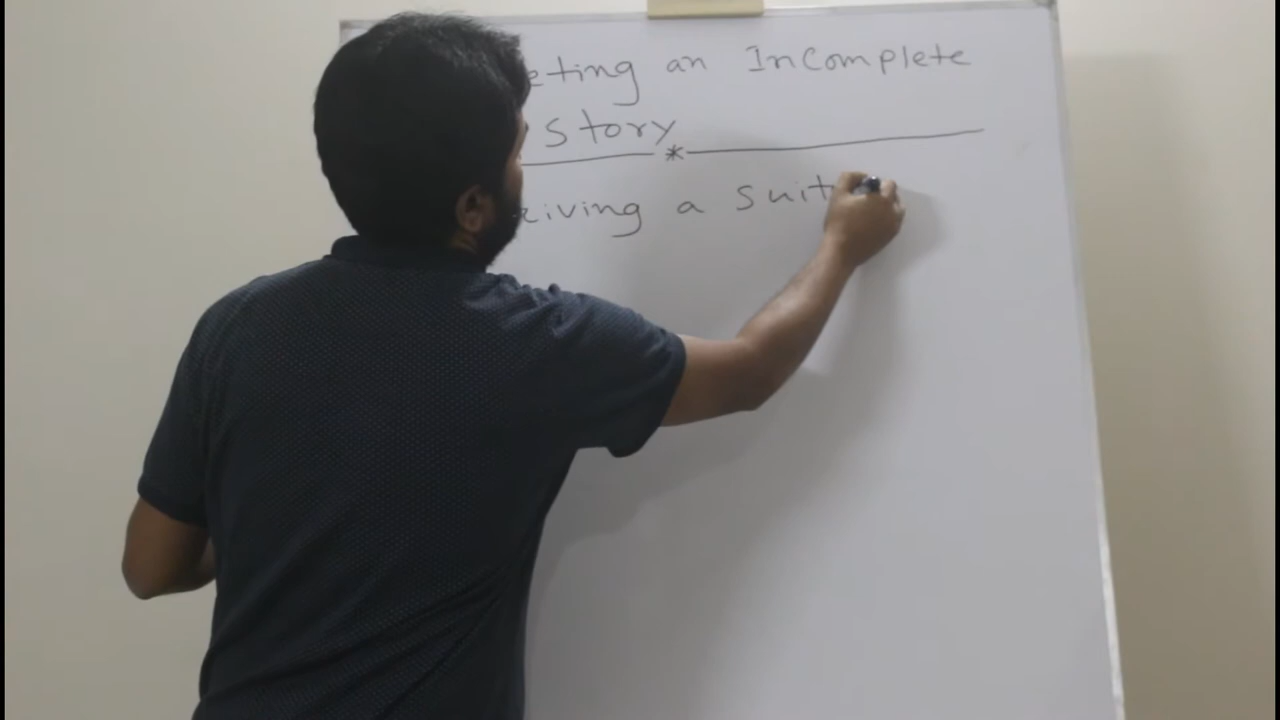 eting an Incomplete
story
*
iving a suit